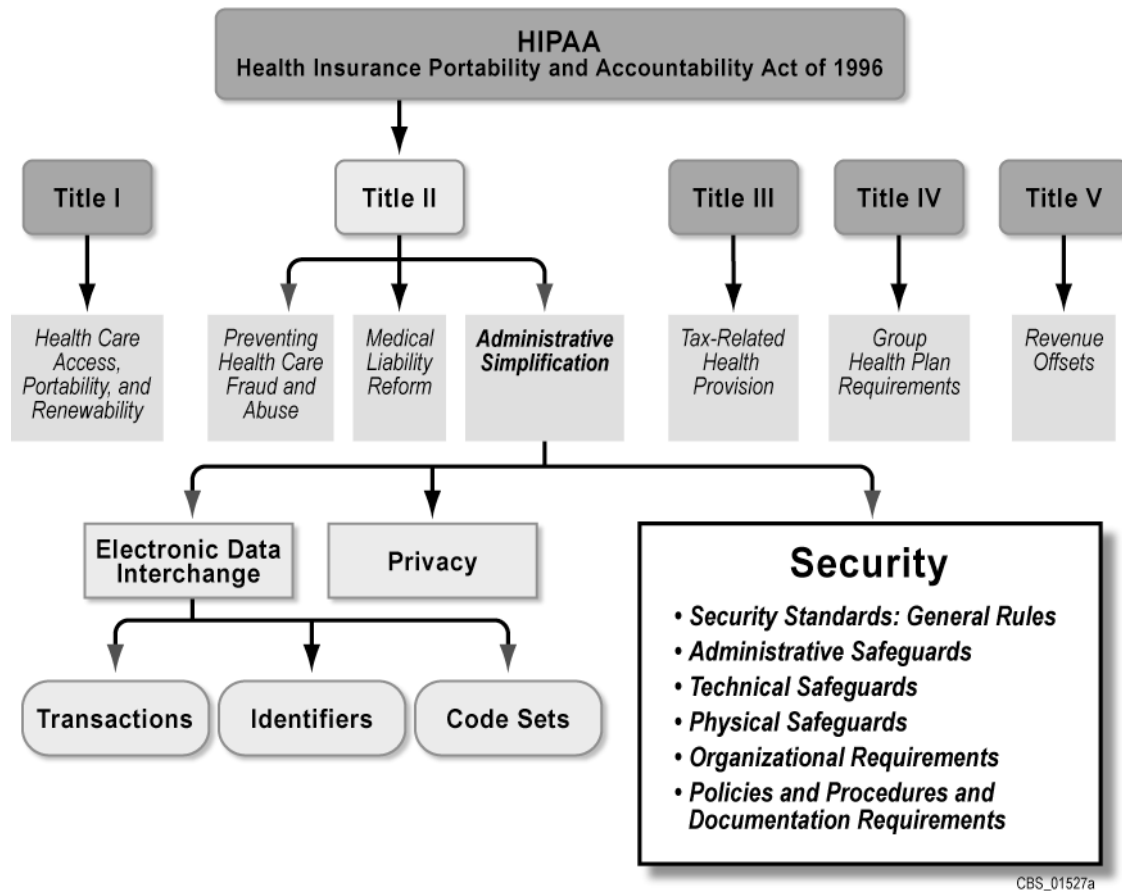 HIPAA
Health Insurance Portability and Accountability Act of 1996
Title I
Title II
Title III
Title IV
Title V
Health Care
Access,
Portability, and
Renewability
Preventing
Health Care
Fraud and
Abuse
Medical
Liability
Reform
Administrative
Simplification
Tax-Related
Health
Provision
Group
Health Plan
Requirements
Revenue
Offsets
Electronic Data
Interchange
Privacy
Security
• Security Standards: General Rules
• Administrative Safeguards
• Technical Safeguards
• Physical Safeguards
• Organizational Requirements
• Policies and Procedures and
Documentation Requirements
Transactions
Identifiers
Code Sets
CBS_01527a